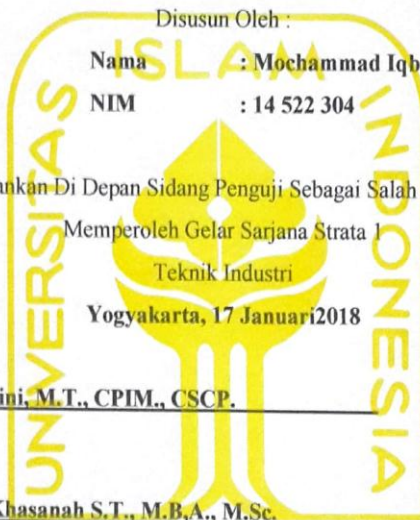 Disusun Oleh :
ISLAM
Nama : Mochammad Iqb
NIM : 14 522 304
UNIVERSITAS
INDONESIA
ankan Di Depan Sidang Penguji Sebagai Salah
Memperoleh Gelar Sarjana Strata 1
Teknik Industri
Yogyakarta, 17 Januari2018
ini, M.T., CPIM., CSCP.
Khasanah S.T., M.B.A., M.Sc.